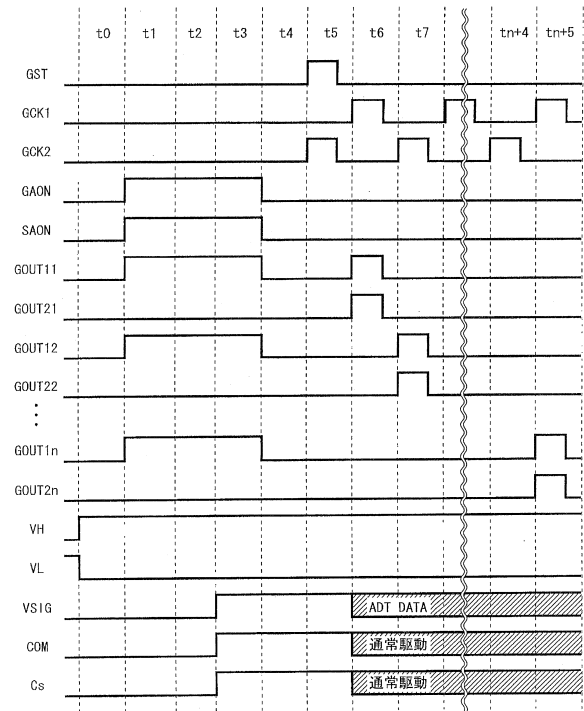 t0 t1 t2 t3 t4 t5 t6 t7 tn+4 tn+5
GST
GCK1
GCK2
GAON
SAON
GOUT11
GOUT21
GOUT12
GOUT22
⋮
GOUT1n
GOUT2n
VH
VL
VSIG ADT DATA
COM 通常駆動
Cs 通常駆動